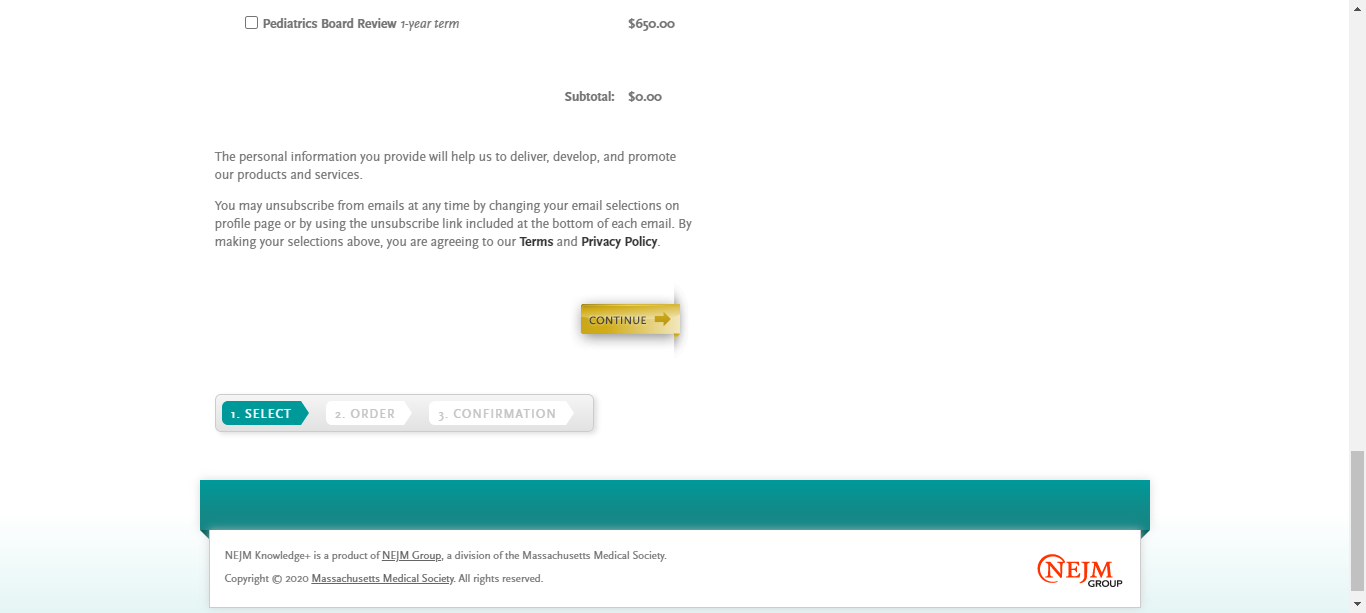 Pediatrics Board Review 1-year term $650.00
Subtotal: $0.00
The personal information you provide will help us to deliver, develop, and promote
our products and services.
You may unsubscribe from emails at any time by changing your email selections on
profile page or by using the unsubscribe link included at the bottom of each email. By
making your selections above, you are agreeing to our Terms and Privacy Policy.
CONTINUE
1. SELECT 2. ORDER 3. CONFIRMATION
NEJM Knowledge+ is a product of NEJM Group, a division of the Massachusetts Medical Society.
Copyright © 2020 Massachusetts Medical Society. All rights reserved.
NEJM
GROUP